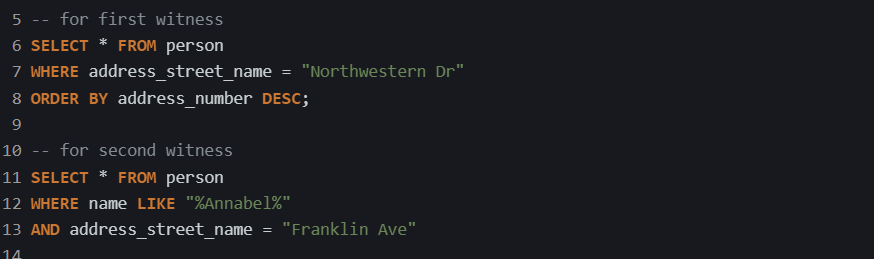 5 -- for first witness
6 SELECT * FROM person
7 WHERE address_street_name = "Northwestern Dr"
8 ORDER BY address_number DESC;
9
10 -- for second witness
11 SELECT * FROM person
12 WHERE name LIKE "%Annabel%"
13 AND address_street_name = "Franklin Ave"
14